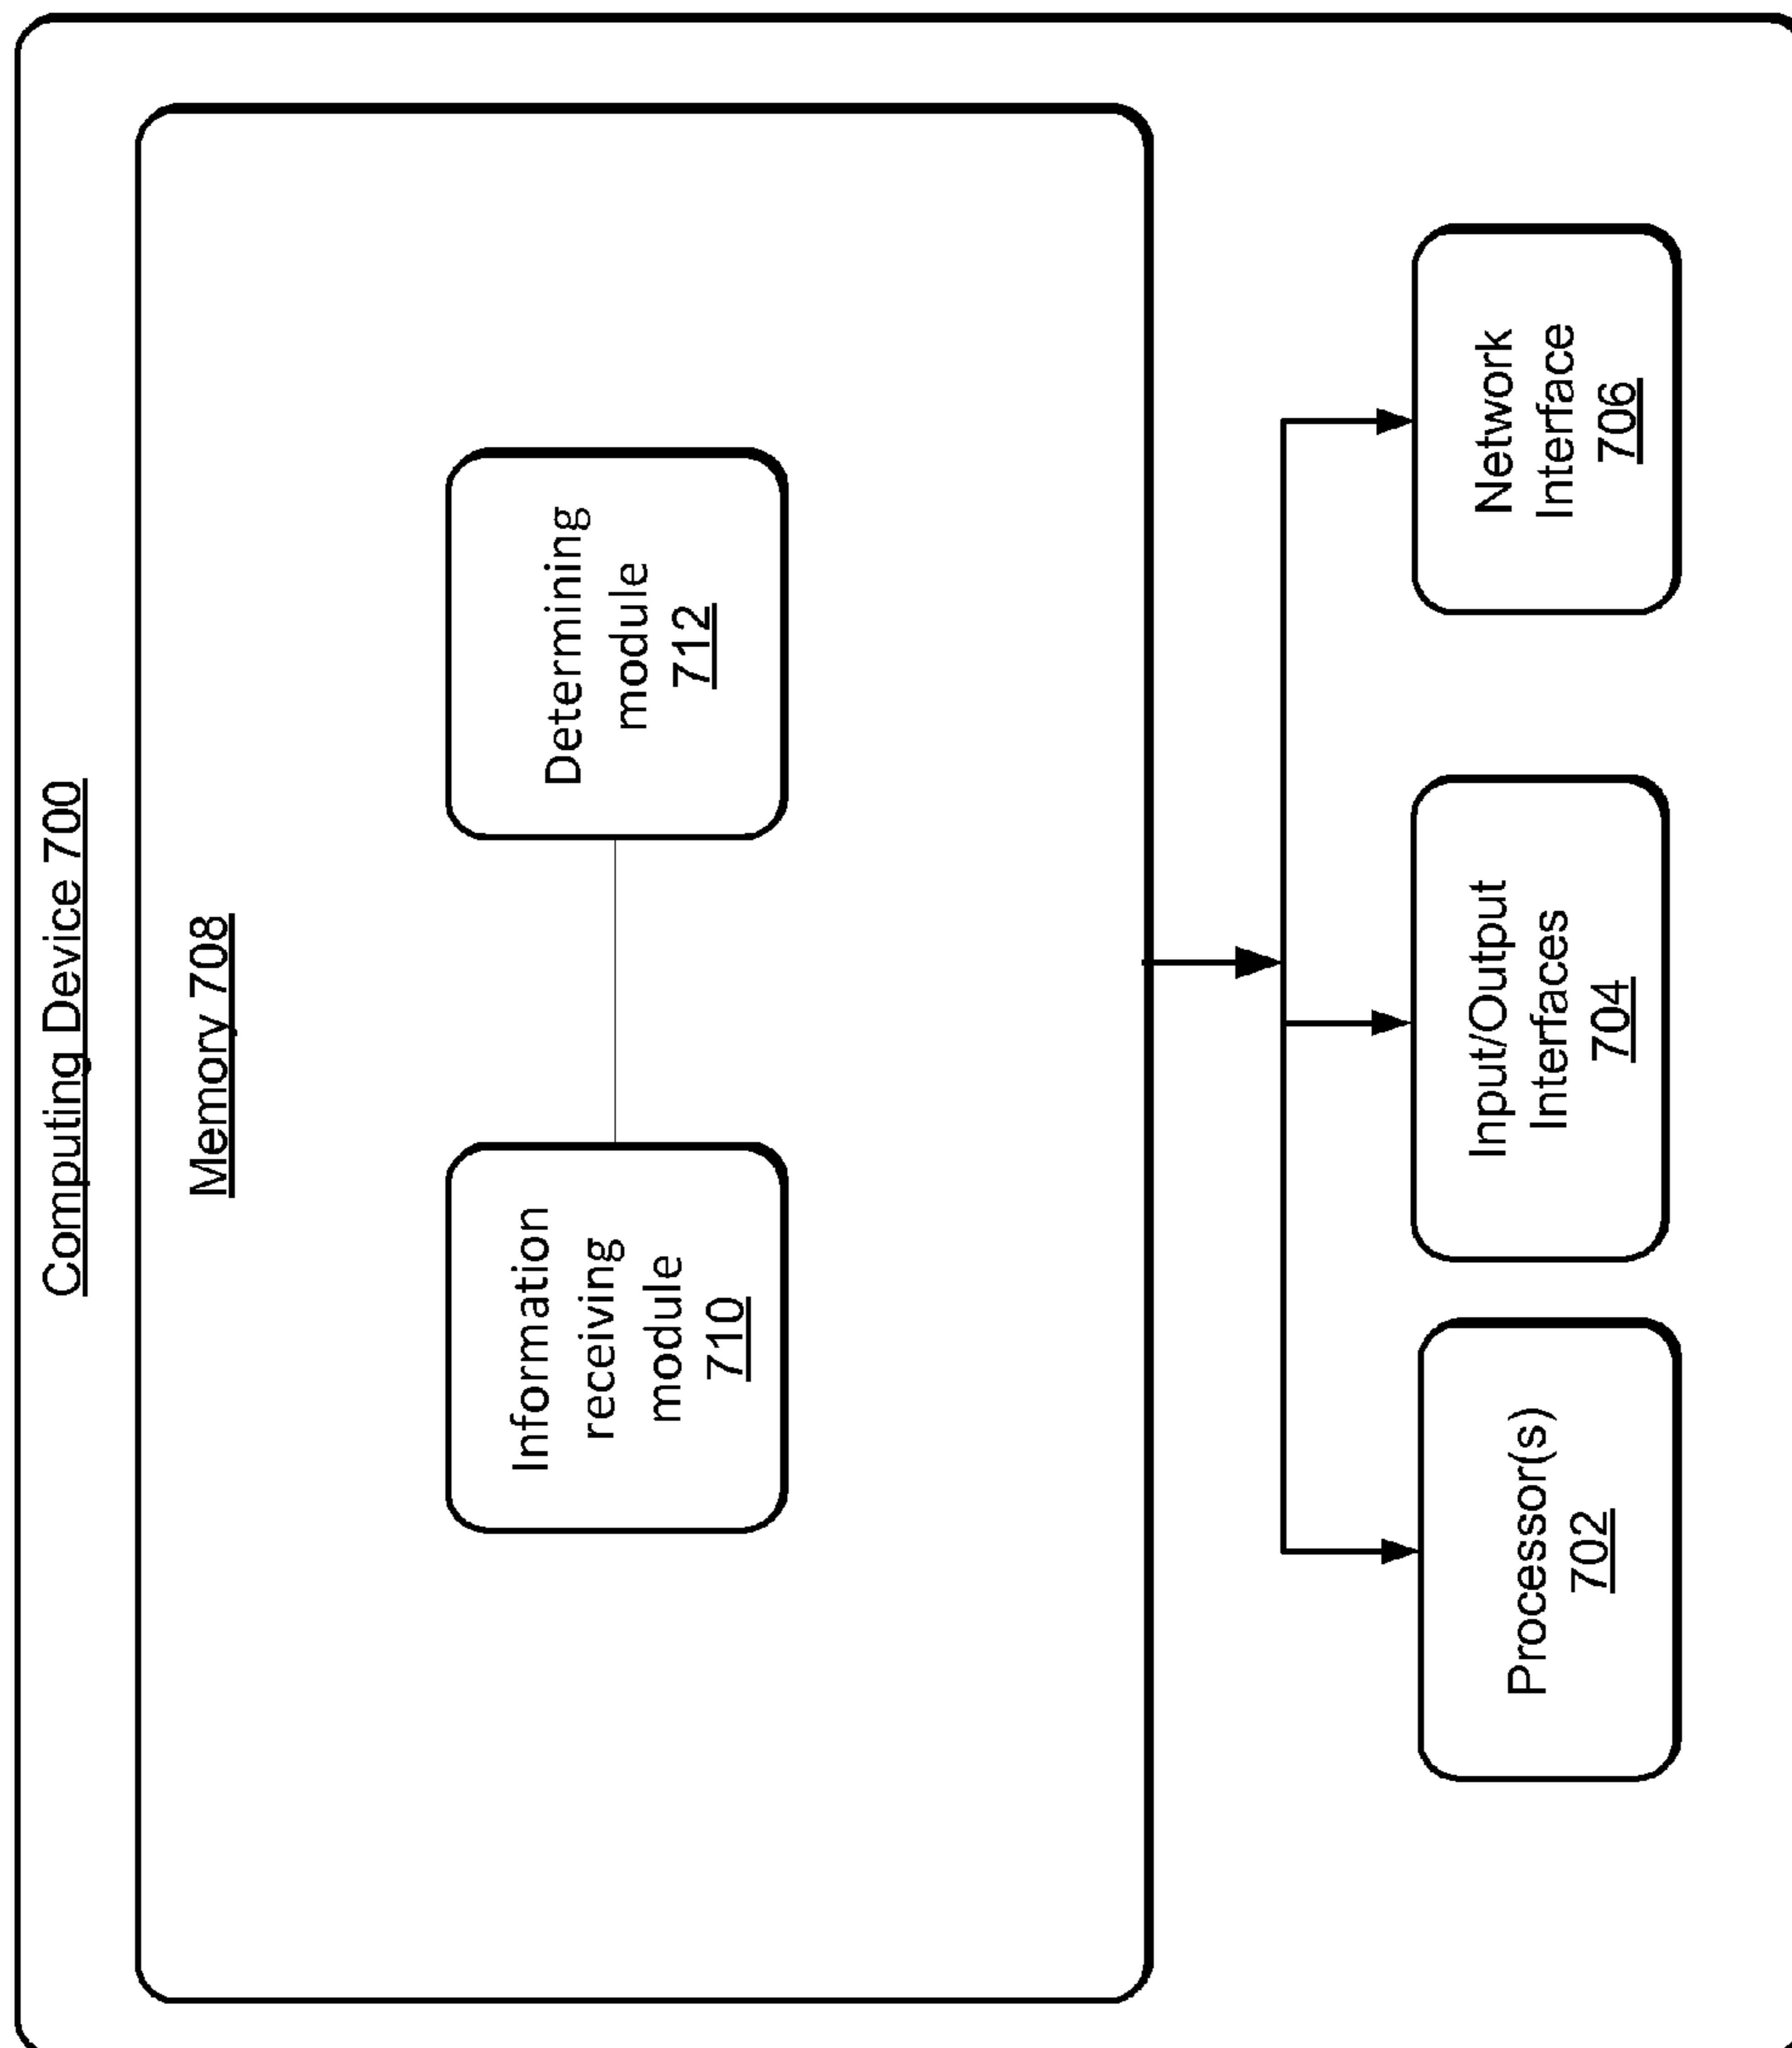 Computing Device 700
Memory 708
Information
receiving
module
710
Determining
module
712
Processor(s)
702
Input/Output
Interfaces
704
Network
Interface
706